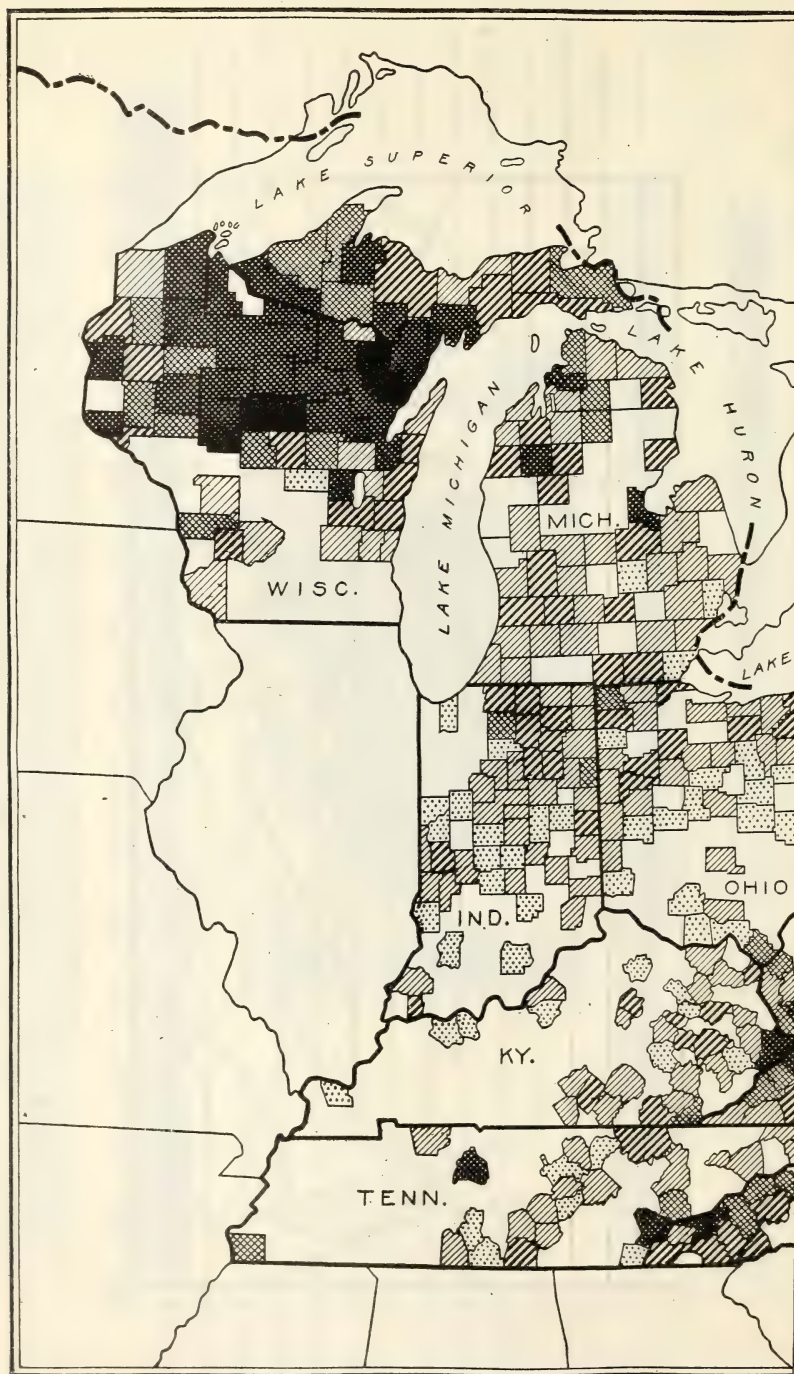 LAKE SUPERIOR
LAKE HURON
LAKE MICHIGAN
MICH.
WISC.
LAKE
OHIO
IND.
KY.
TENN.